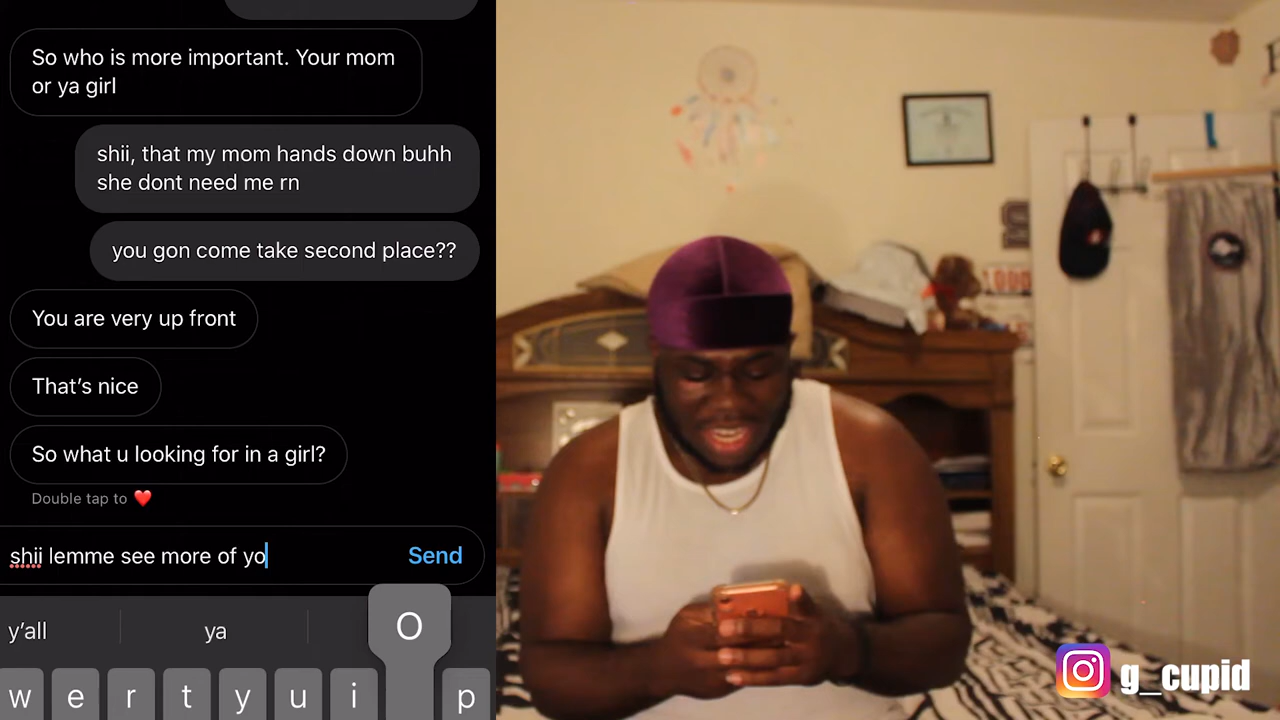 So who is more important. Your mom
or ya girl
shii, that my mom hands down buhh
she dont need me rn
you gon come take second place??
You are very up front
That’s nice
So what u looking for in a girl?
Double tap to ❤️
shii lemme see more of yo
Send
y’all
ya
O
w e r t y u i p
g_cupid